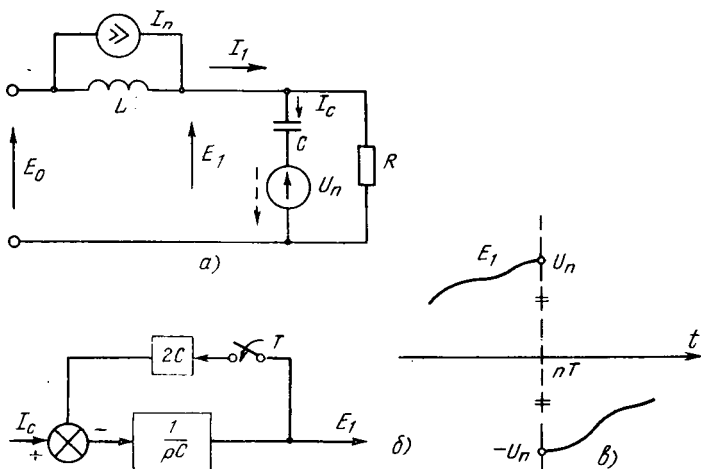 I_n
L
I_1
I_c
C
E_0
E_1
U_n
R
а)
2C
T
I_c
+
-
1
pC
E_1
б)
E_1
U_n
t
nT
-U_n
в)